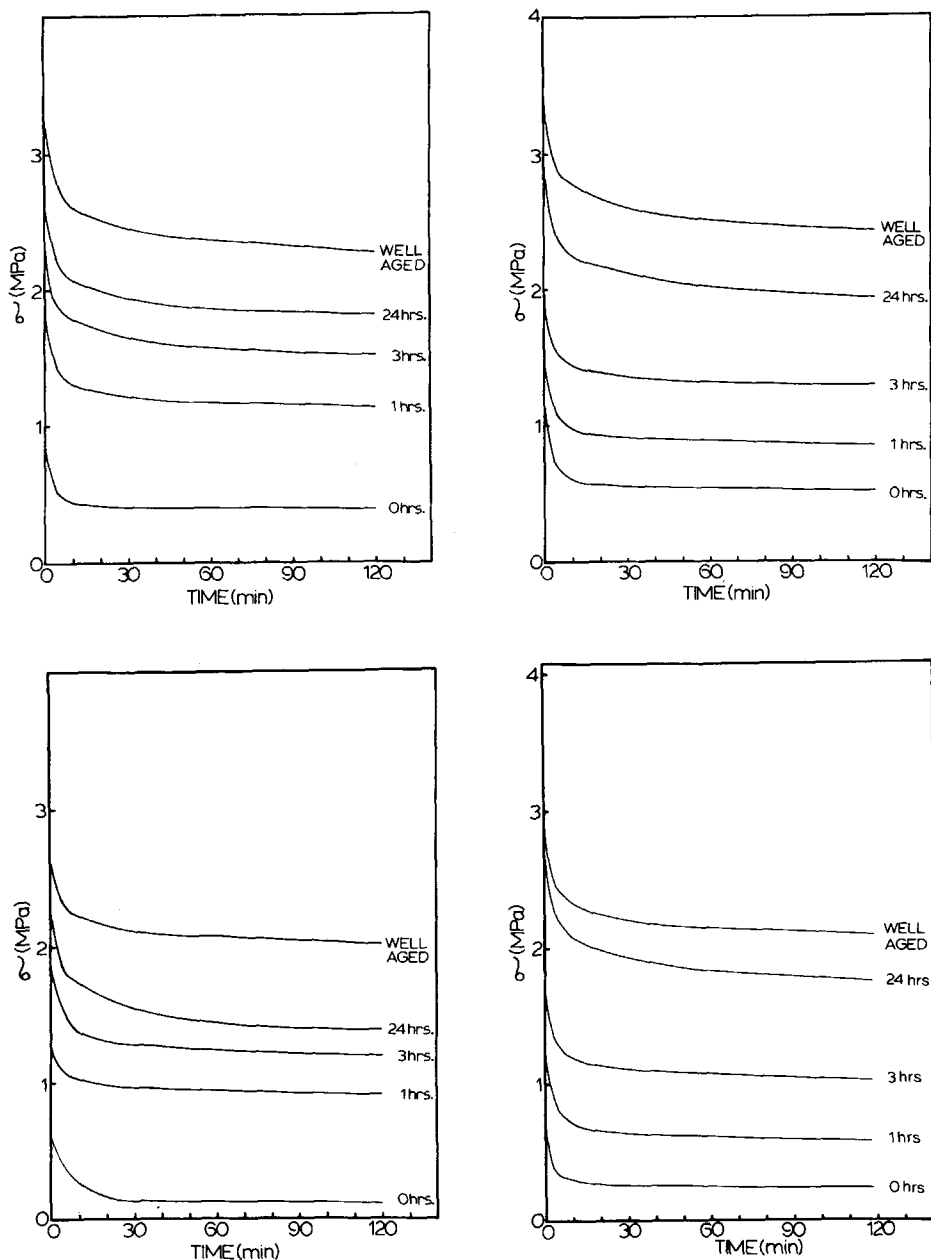 3
2
1
0
σ (MPa)
WELL
AGED
24hrs.
3hrs.
1hrs.
0hrs.
0 30 60 90 120
TIME(min)
4
3
2
1
0
σ (MPa)
WELL
AGED
24hrs.
3hrs.
1hrs.
0hrs.
0 30 60 90 120
TIME(min)
3
2
1
0
σ (MPa)
WELL
AGED
24hrs.
3hrs.
1hrs.
0hrs.
0 30 60 90 120
TIME(min)
4
3
2
1
0
σ (MPa)
WELL
AGED
24hrs
3hrs
1hrs
0hrs
0 30 60 90 120
TIME(min)